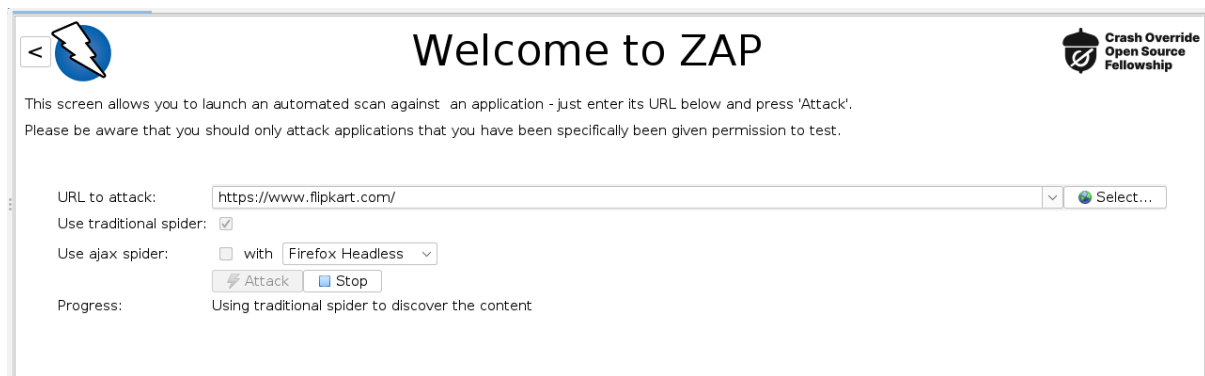 <
Welcome to ZAP
Crash Override
Open Source
Fellowship
This screen allows you to launch an automated scan against  an application - just enter its URL below and press 'Attack'.
Please be aware that you should only attack applications that you have been specifically been given permission to test.
URL to attack: https://www.flipkart.com/ Select...
Use traditional spider:
Use ajax spider: with Firefox Headless
Attack Stop
Progress: Using traditional spider to discover the content